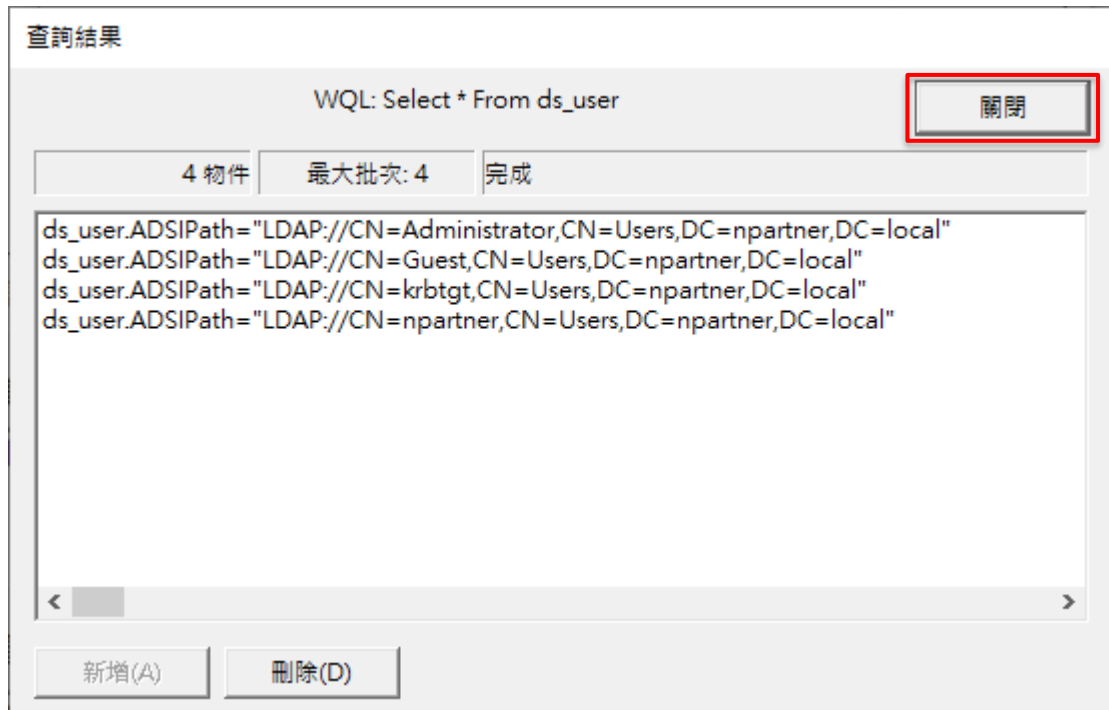 查詢結果
WQL: Select * From ds_user
關閉
4 物件
最大批次: 4
完成
ds_user.ADSIPath="LDAP://CN=Administrator,CN=Users,DC=npartner,DC=local"
ds_user.ADSIPath="LDAP://CN=Guest,CN=Users,DC=npartner,DC=local"
ds_user.ADSIPath="LDAP://CN=krbtgt,CN=Users,DC=npartner,DC=local"
ds_user.ADSIPath="LDAP://CN=npartner,CN=Users,DC=npartner,DC=local"
新增(A)
刪除(D)